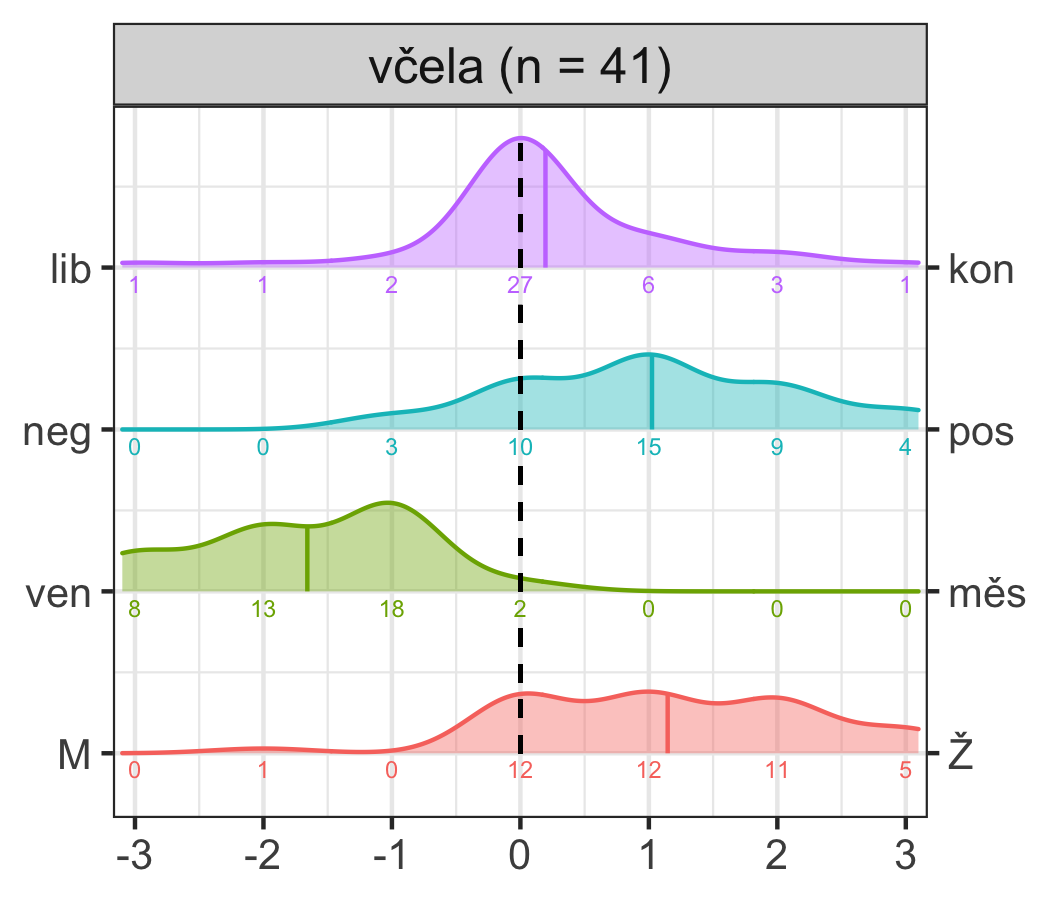 včela (n = 41)
lib kon
1 1 2 27 6 3 1
neg pos
0 0 3 10 15 9 4
ven měs
8 13 18 2 0 0 0
M Ž
0 1 0 12 12 11 5
-3 -2 -1 0 1 2 3